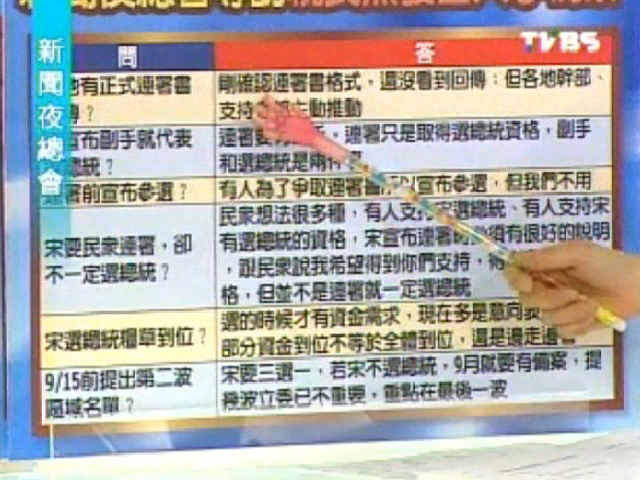 TVBS
新聞夜總會
問
答
有正式連署書
剛確認連署書格式，還沒看到回傳；但各地幹部、
支持
主動推動
宣布副手就代表
總統？
，連署只是取得選總統資格，副手
和選總統是兩件
署前宣布參選？
有人為了爭取連署
宣布參選，但我們不用
宋要民眾連署，卻
不一定選總統？
民眾想法很多種，有人支持宋選總統、有人支持宋
有選總統的資格，宋宣布連署時
有很好的說明
，跟民眾說我希望得到你們支持，
格，但並不是連署就一定選總統
宋選總統糧草到位？
選的時候才有資金需求，現在多是意向
部分資金到位不等於全體到位，還是邊走邊
9/15前提出第二波
區域名單？
宋要三選一，若宋不選總統，9月就要有備案，提
幾波立委已不重要，重點在最後一波